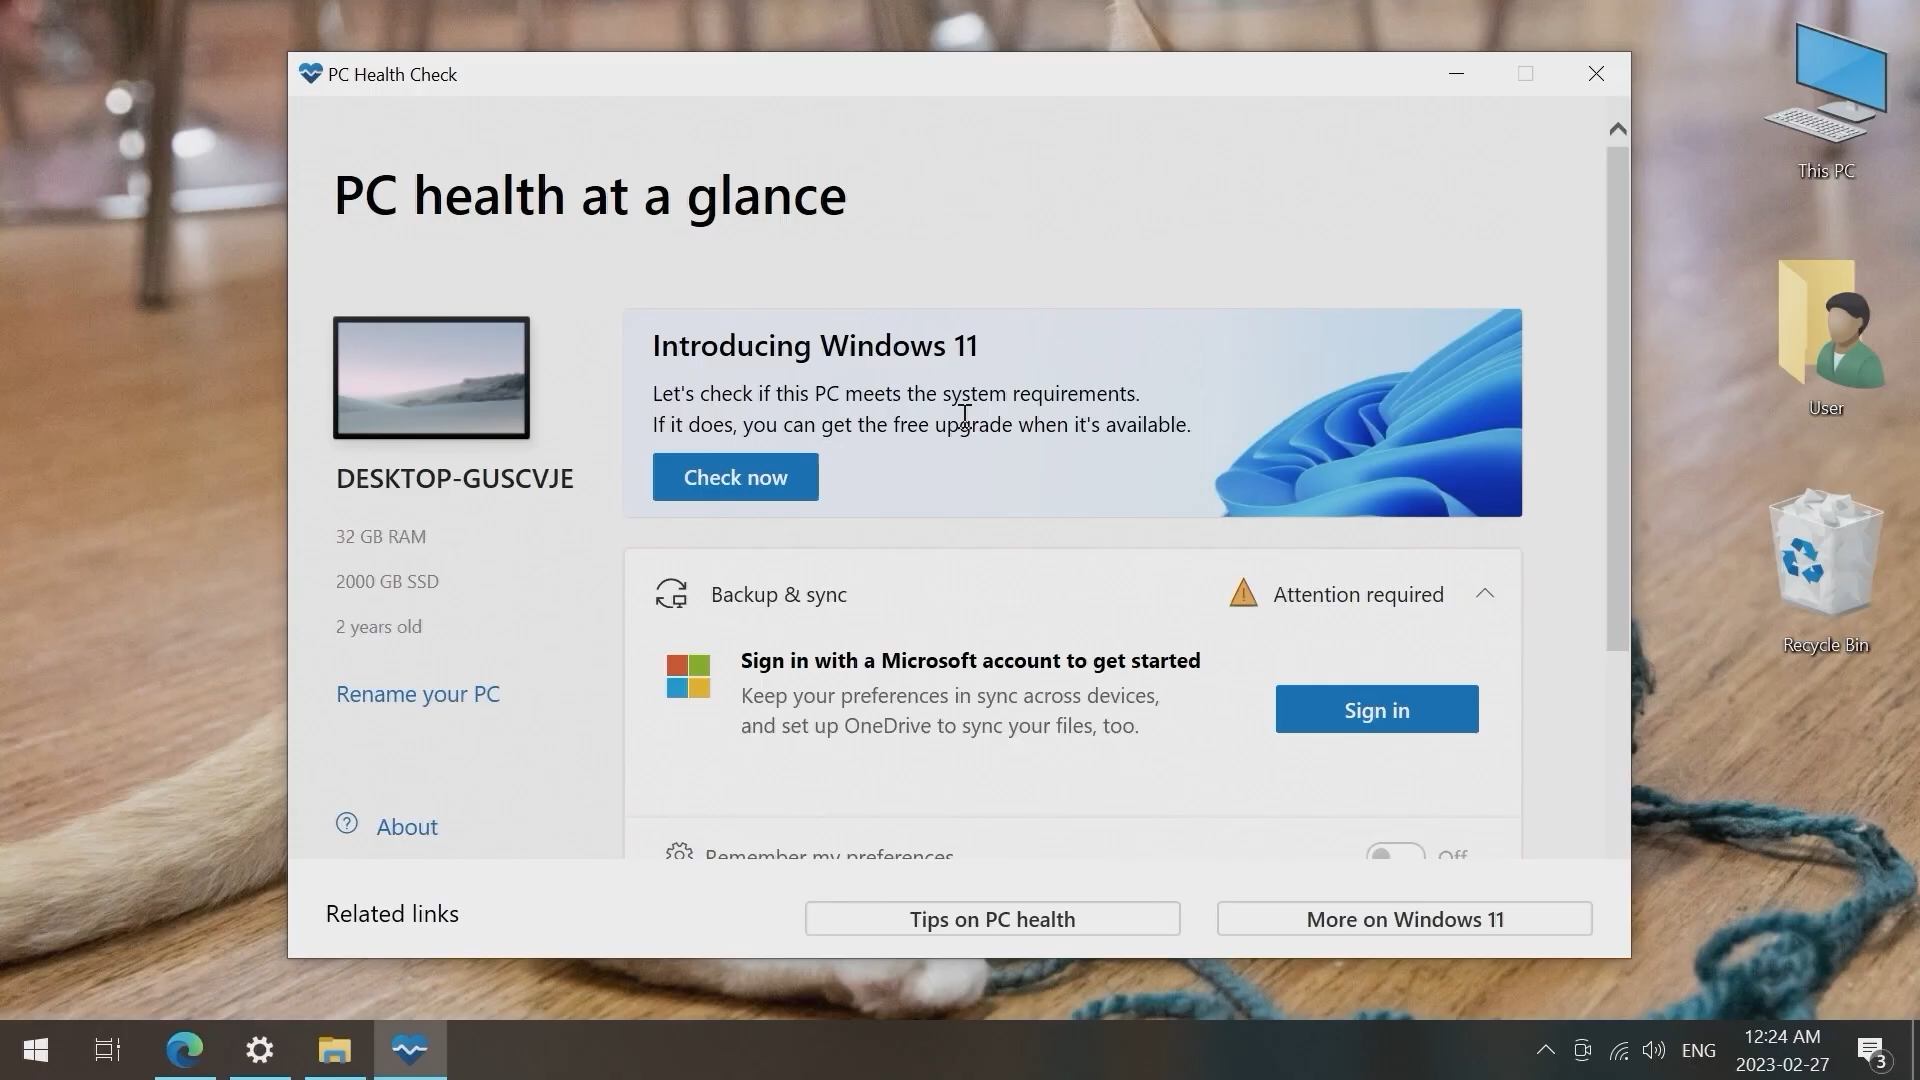 PC Health Check
PC health at a glance
Introducing Windows 11
Let's check if this PC meets the system requirements.
If it does, you can get the free upgrade when it's available.
Check now
DESKTOP-GUSCVJE
32 GB RAM
2000 GB SSD
2 years old
Rename your PC
About
Backup & sync
Attention required
Sign in with a Microsoft account to get started
Keep your preferences in sync across devices,
and set up OneDrive to sync your files, too.
Sign in
Remember my preferences
Off
Related links
Tips on PC health
More on Windows 11
This PC
User
Recycle Bin
ENG
12:24 AM
2023-02-27
3